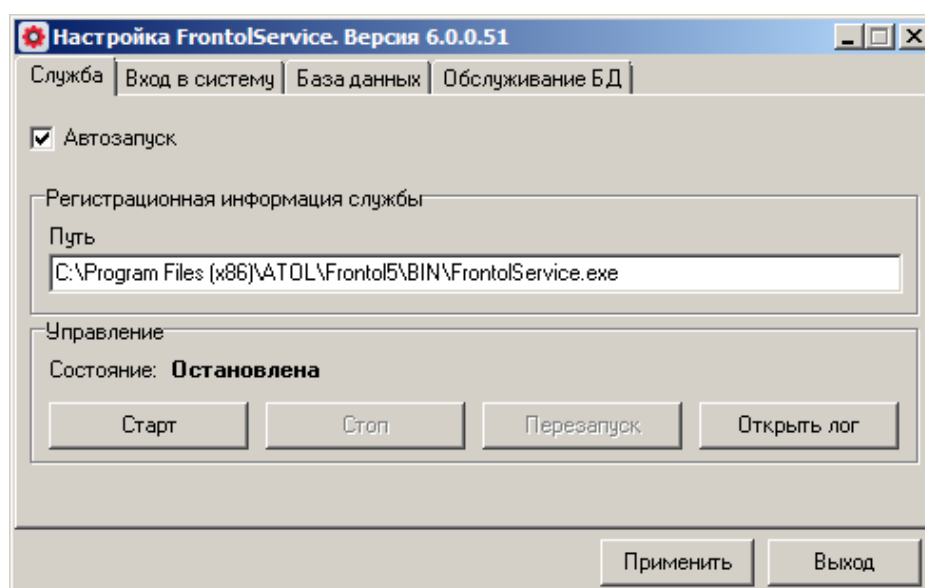 Настройка FrontolService. Версия 6.0.0.51
Служба Вход в систему База данных Обслуживание БД
Автозапуск
Регистрационная информация службы
Путь
C:\Program Files (x86)\ATOL\Frontol5\BIN\FrontolService.exe
Управление
Состояние: Остановлена
Старт Стоп Перезапуск Открыть лог
Применить Выход